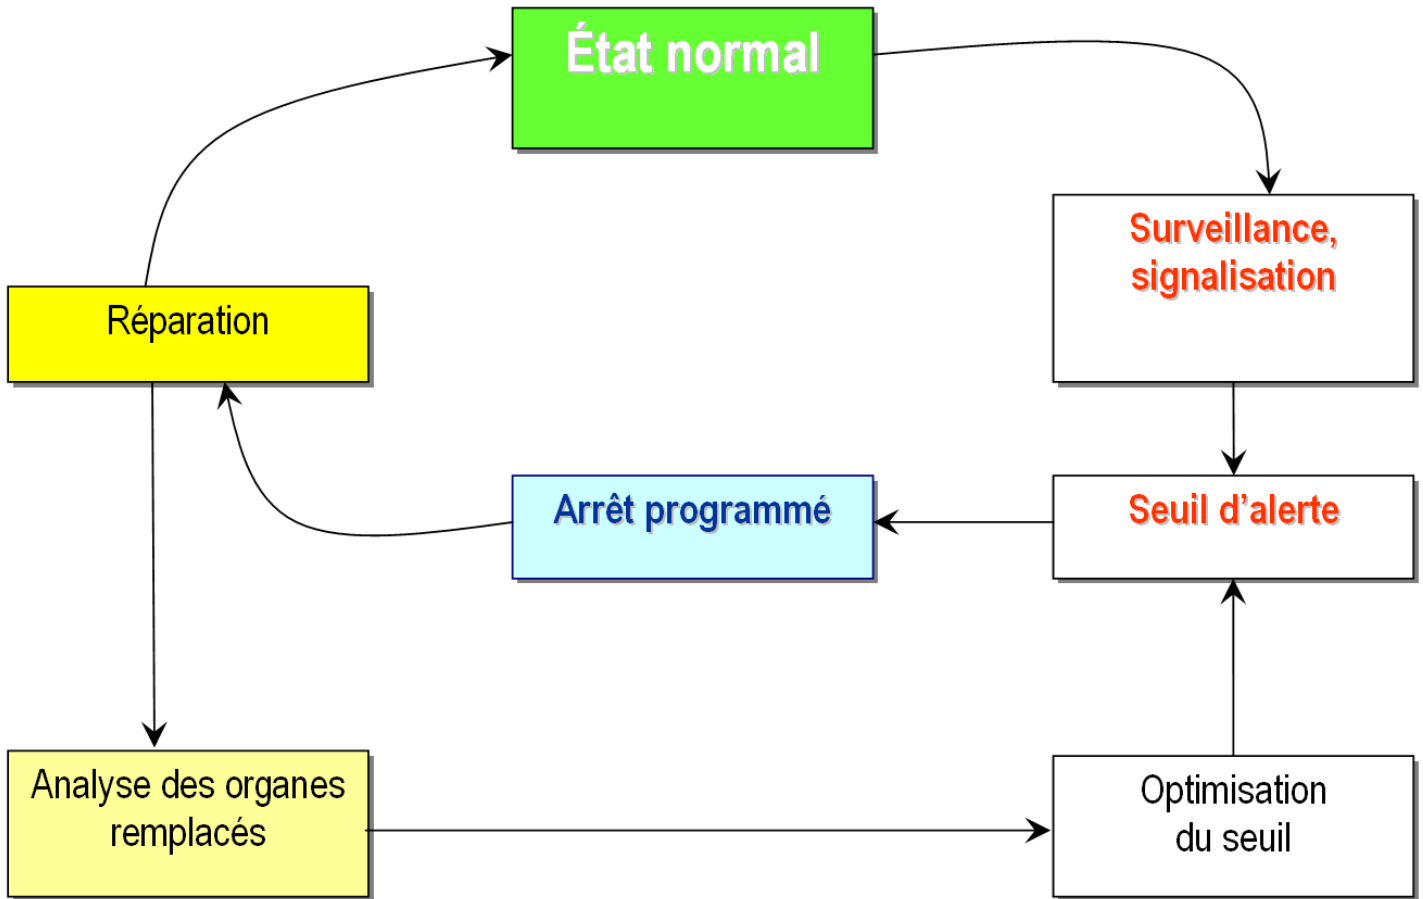 État normal
Surveillance,
signalisation
Réparation
Arrêt programmé
Seuil d’alerte
Analyse des organes
remplacés
Optimisation
du seuil